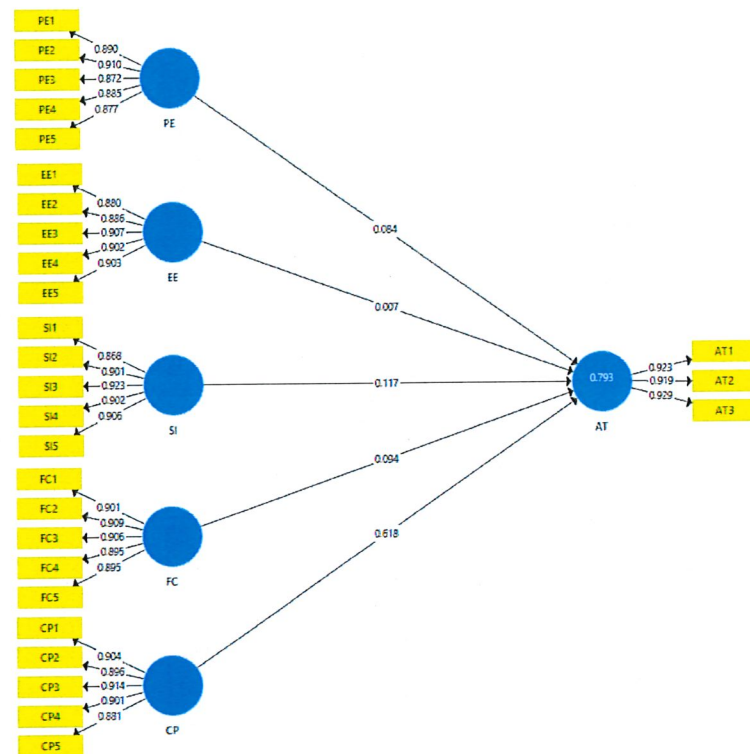 PE1
PE2
PE3
PE4
PE5
0.890
0.910
0.872
0.885
0.877
PE
EE1
EE2
EE3
EE4
EE5
0.880
0.886
0.907
0.902
0.903
EE
SI1
SI2
SI3
SI4
SI5
0.868
0.901
0.923
0.902
0.906
SI
FC1
FC2
FC3
FC4
FC5
0.901
0.909
0.906
0.895
0.895
FC
CP1
CP2
CP3
CP4
CP5
0.904
0.896
0.914
0.901
0.881
CP
0.084
0.007
0.117
0.094
0.618
0.793
AT
0.923
0.919
0.929
AT1
AT2
AT3